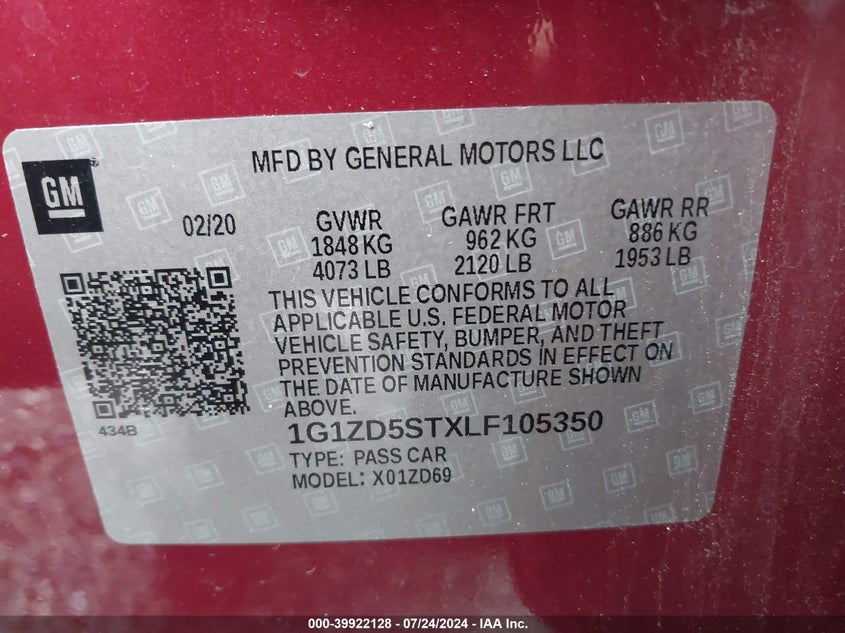 MFD BY GENERAL MOTORS LLC
GM
02/20
GVWR
1848 KG
4073 LB
GAWR FRT
962 KG
2120 LB
GAWR RR
886 KG
1953 LB
THIS VEHICLE CONFORMS TO ALL
APPLICABLE U.S. FEDERAL MOTOR
VEHICLE SAFETY, BUMPER, AND THEFT
PREVENTION STANDARDS IN EFFECT ON
THE DATE OF MANUFACTURE SHOWN
ABOVE.
434B
1G1ZD5STXLF105350
TYPE: PASS CAR
MODEL: X01ZD69
000-39922128 - 07/24/2024 - IAA Inc.